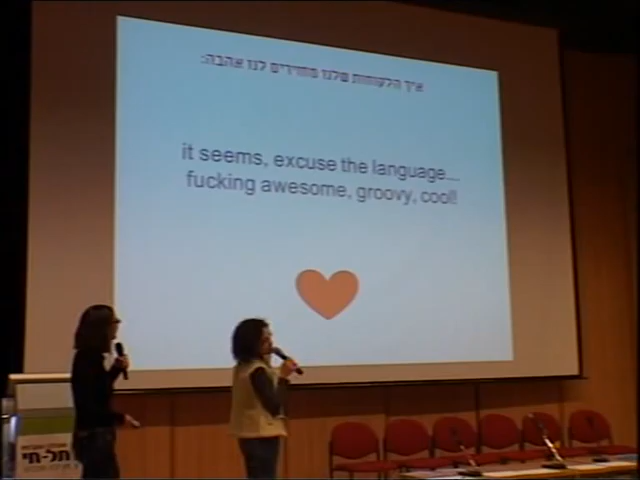 איך הלקוחות שלנו מחזירים לנו אהבה:
it seems, excuse the language...
fucking awesome, groovy, cool!
תל-חי